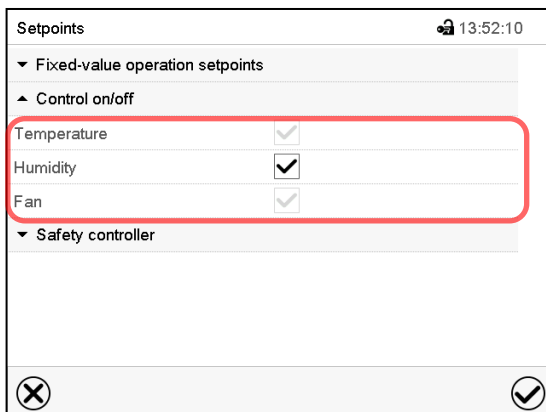 Setpoints 13:52:10
Fixed-value operation setpoints
Control on/off
Temperature
Humidity
Fan
Safety controller